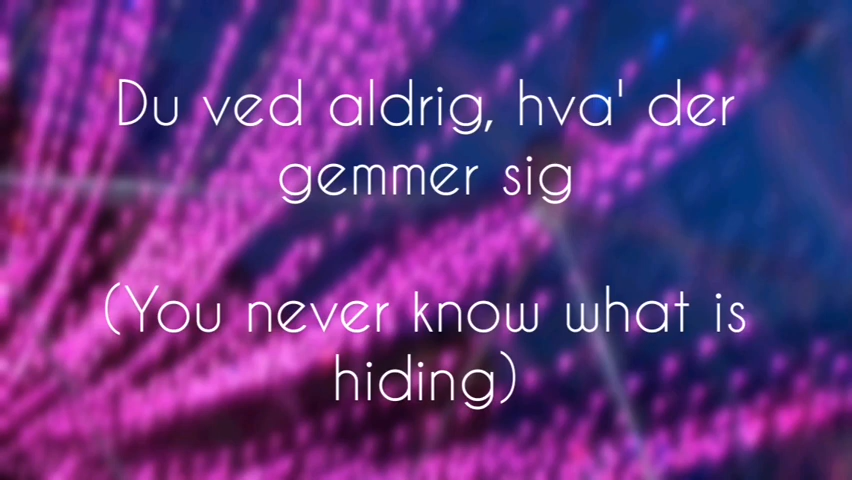 Du ved aldrig, hva' der
gemmer sig
(You never know what is
hiding)